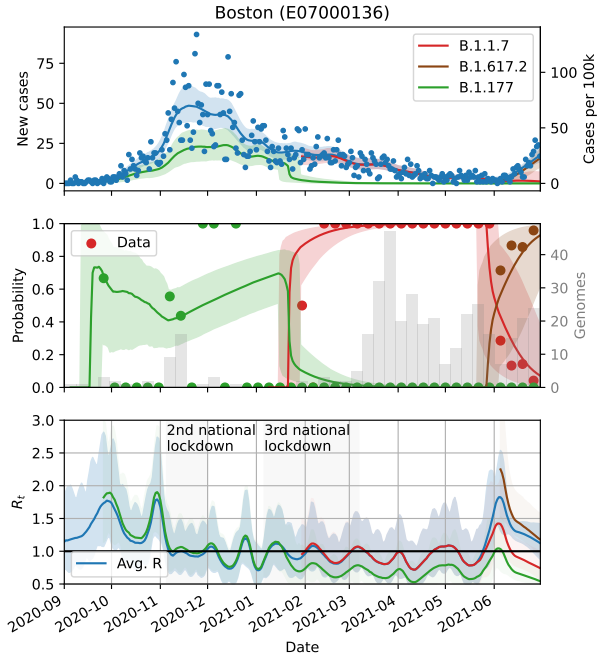 Boston (E07000136)
New cases
75
50
25
0
B.1.1.7
B.1.617.2
B.1.177
100
50
0
Cases per 100k
Probability
1.0
0.8
0.6
0.4
0.2
0.0
Data
40
30
20
10
0
Genomes
R_t
3.0
2.5
2.0
1.5
1.0
0.5
2nd national
lockdown
3rd national
lockdown
Avg. R
2020-09
2020-10
2020-11
2020-12
2021-01
2021-02
2021-03
2021-04
2021-05
2021-06
Date